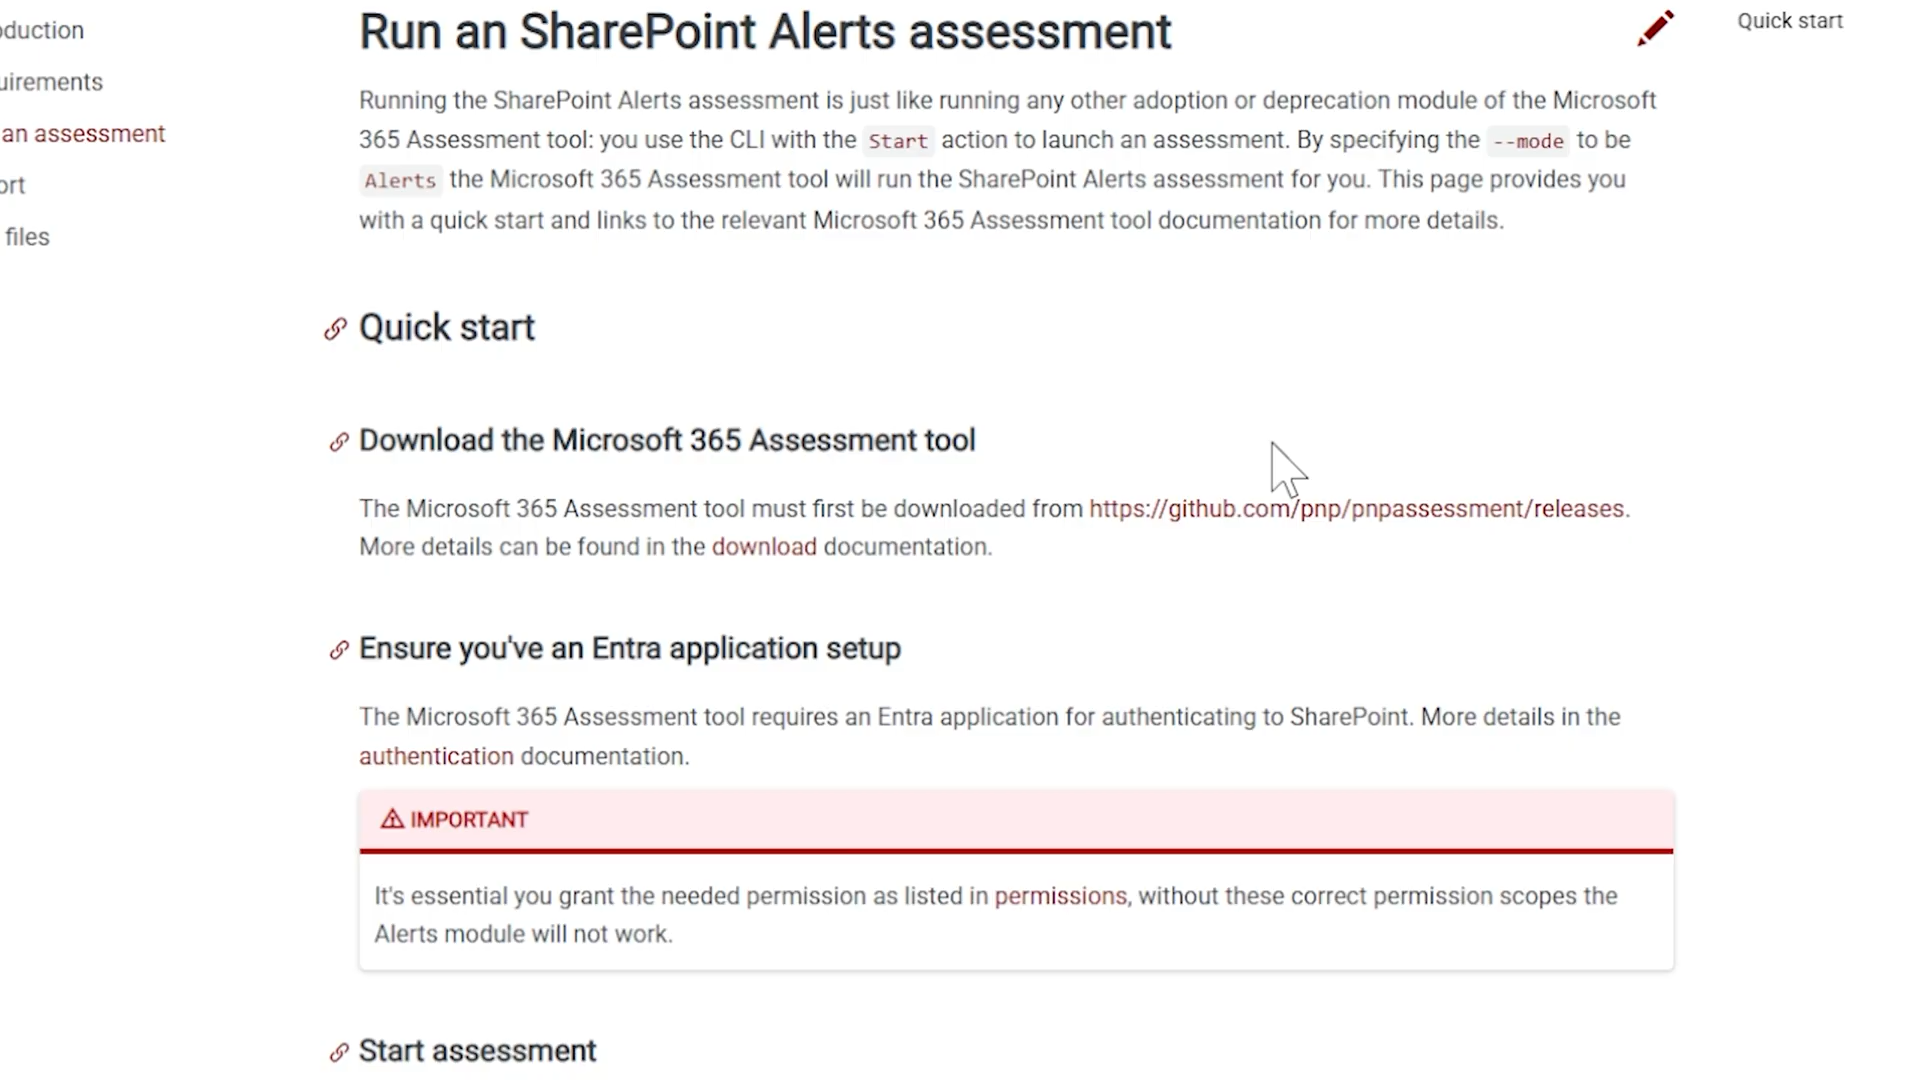 oduction
uirements
an assessment
ort
files
Run an SharePoint Alerts assessment
Running the SharePoint Alerts assessment is just like running any other adoption or deprecation module of the Microsoft
365 Assessment tool: you use the CLI with the Start action to launch an assessment. By specifying the --mode to be
Alerts the Microsoft 365 Assessment tool will run the SharePoint Alerts assessment for you. This page provides you
with a quick start and links to the relevant Microsoft 365 Assessment tool documentation for more details.
Quick start
Download the Microsoft 365 Assessment tool
The Microsoft 365 Assessment tool must first be downloaded from https://github.com/pnp/pnpassessment/releases.
More details can be found in the download documentation.
Ensure you've an Entra application setup
The Microsoft 365 Assessment tool requires an Entra application for authenticating to SharePoint. More details in the
authentication documentation.
IMPORTANT
It's essential you grant the needed permission as listed in permissions, without these correct permission scopes the
Alerts module will not work.
Start assessment
Quick start